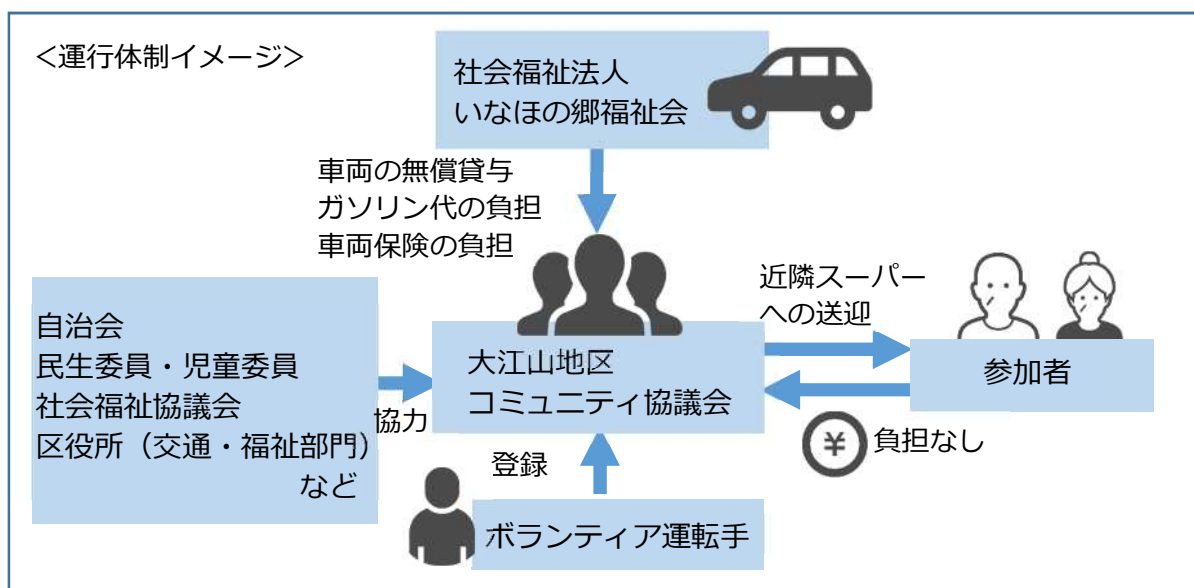 ＜運行体制イメージ＞
社会福祉法人
いなほの郷福祉会
車両の無償貸与
ガソリン代の負担
車両保険の負担
自治会
民生委員・児童委員
社会福祉協議会
区役所（交通・福祉部門）
など
協力
大江山地区
コミュニティ協議会
近隣スーパー
への送迎
参加者
¥
負担なし
登録
ボランティア運転手